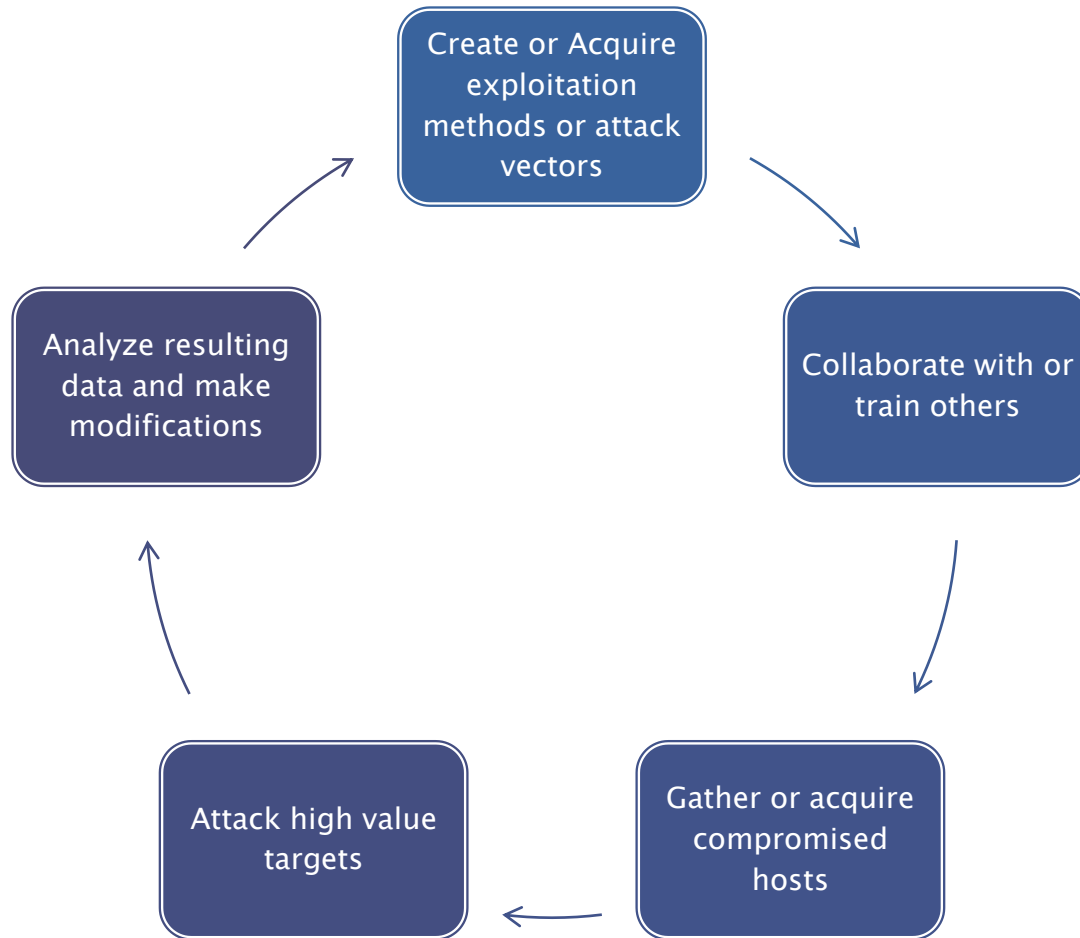 Create or Acquire
exploitation
methods or attack
vectors
Collaborate with or
train others
Gather or acquire
compromised
hosts
Attack high value
targets
Analyze resulting
data and make
modifications